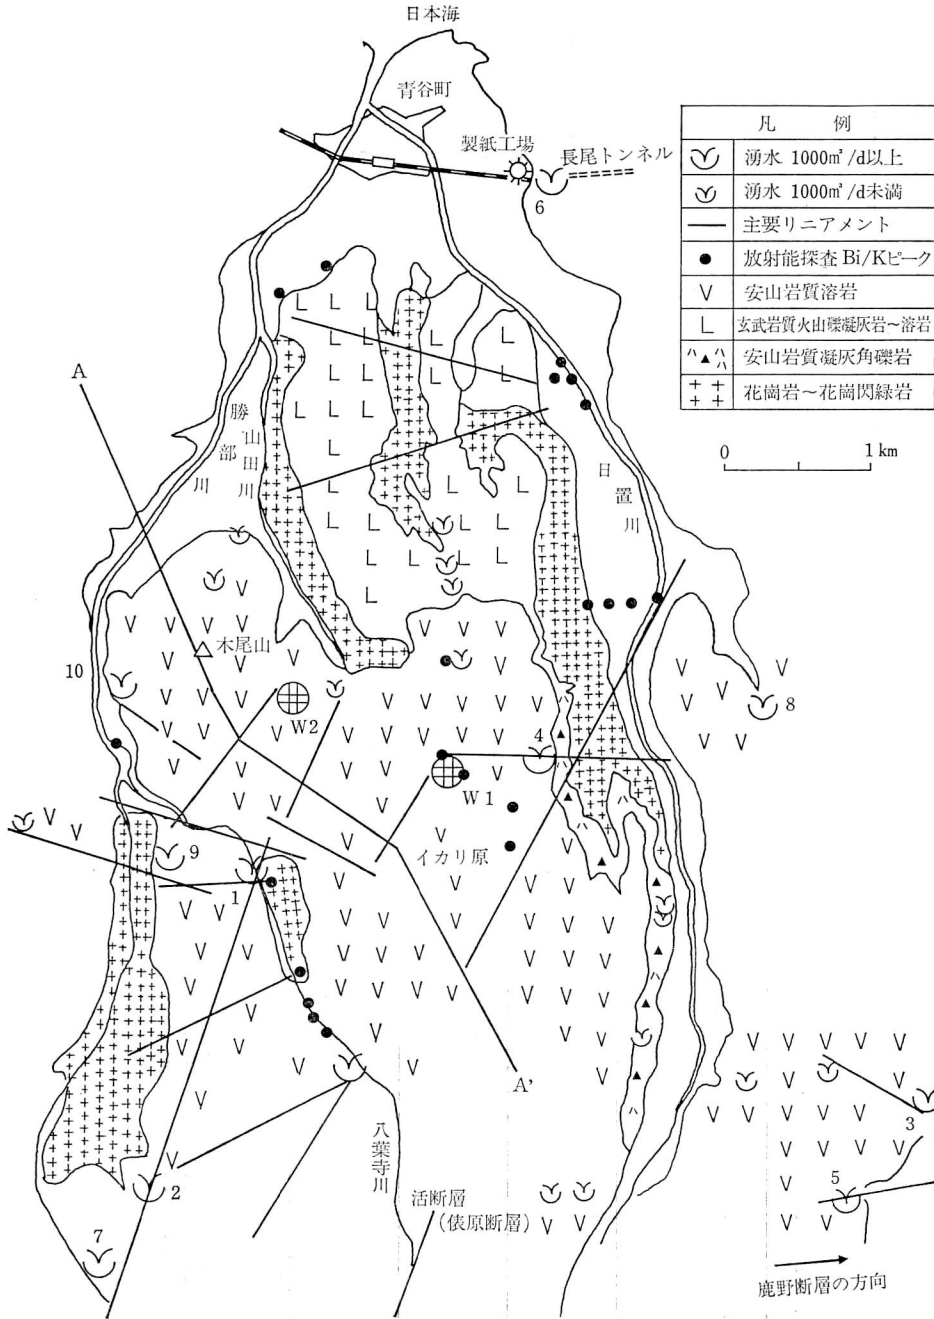 日本海
青谷町
製紙工場
長尾トンネル
6
凡 例
湧水 1000㎥/d以上
湧水 1000㎥/d未満
主要リニアメント
放射能探査 Bi/Kピーク
安山岩質溶岩
玄武岩質火山礫凝灰岩～溶岩
安山岩質凝灰角礫岩
花崗岩～花崗閃緑岩
0 1 km
A
勝部川
山田川
日置川
木尾山
10
W2
8
4
W1
イカリ原
9
1
A'
八葉寺川
3
2
5
活断層
(俵原断層)
7
鹿野断層の方向